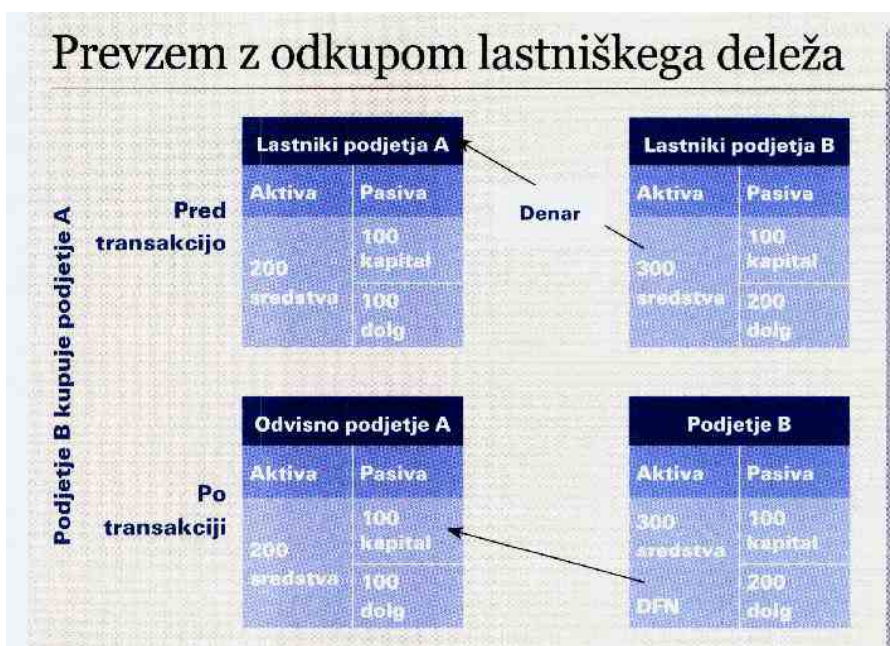 Prevzem z odkupom lastniškega deleža
Podjetje B kupuje podjetje A
Pred
transakcijo
Lastniki podjetja A
Aktiva
Pasiva
200
sredstva
100
kapital
100
dolg
Denar
Lastniki podjetja B
Aktiva
Pasiva
300
sredstva
100
kapital
200
dolg
Po
transakciji
Odvisno podjetje A
Aktiva
Pasiva
200
sredstva
100
kapital
100
dolg
Podjetje B
Aktiva
Pasiva
300
sredstva
DFN
100
kapital
200
dolg